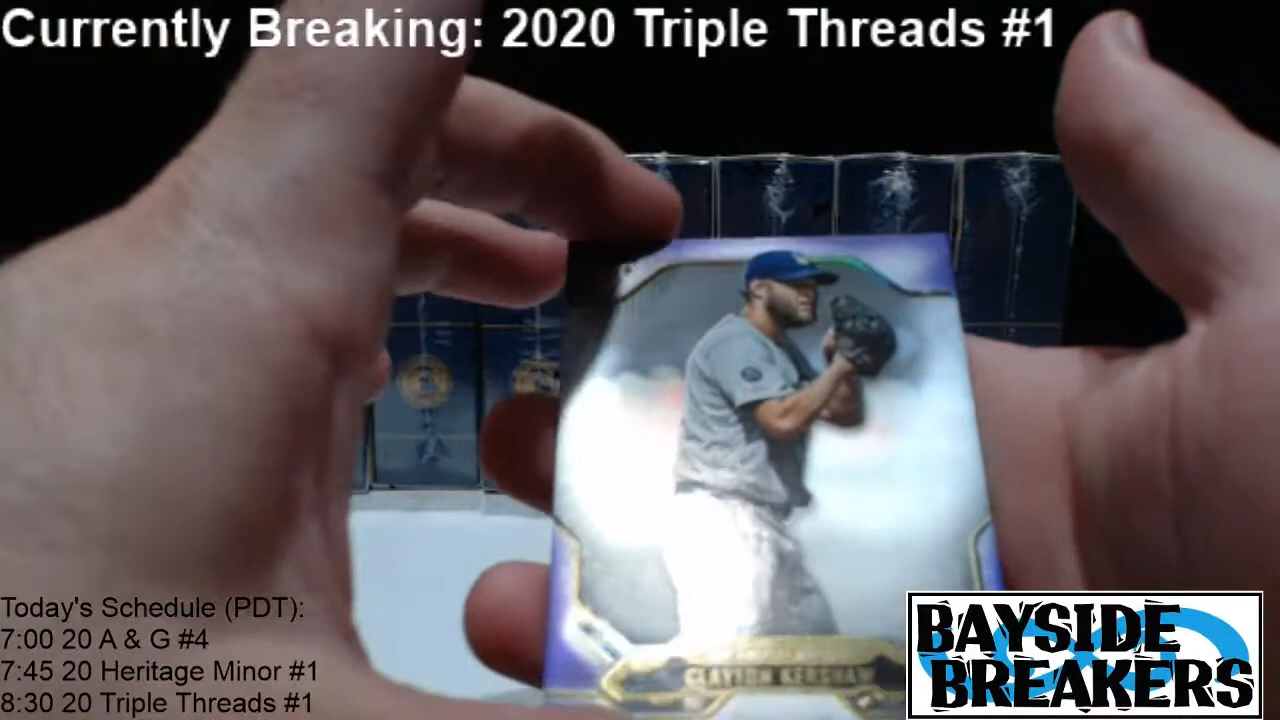 Currently Breaking: 2020 Triple Threads #1
CLAYTON KERSHAW
Today's Schedule (PDT):
7:00 20 A & G #4
7:45 20 Heritage Minor #1
8:30 20 Triple Threads #1
BAYSIDE
BREAKERS